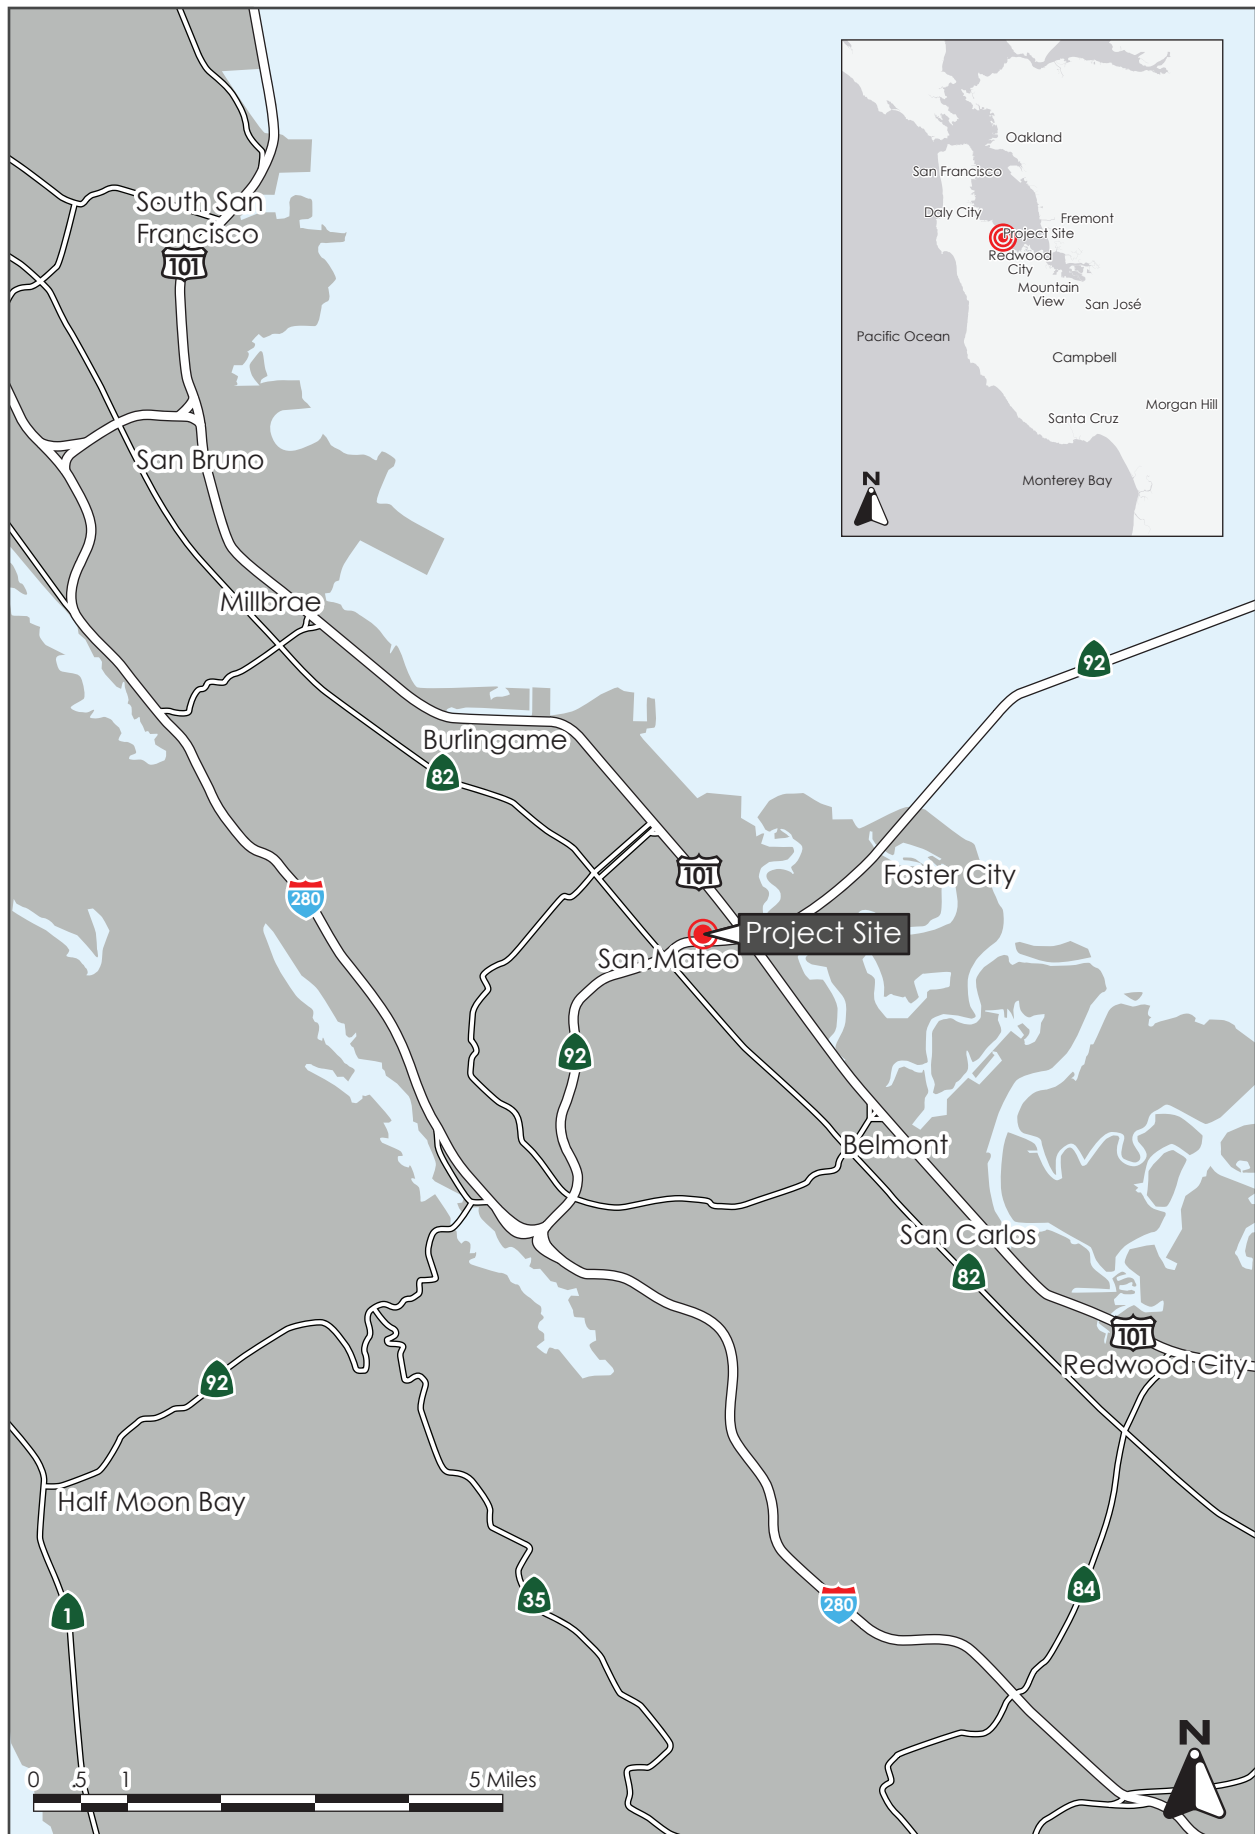 Oakland
San Francisco
Daly City
Fremont
Project Site
Redwood
City
Mountain
View
San José
Pacific Ocean
Campbell
Morgan Hill
Santa Cruz
Monterey Bay
N
South San
Francisco
101
San Bruno
Millbrae
92
Burlingame
82
101
Foster City
280
Project Site
San Mateo
92
Belmont
San Carlos
82
101
Redwood City
92
Half Moon Bay
84
35
280
1
N
0 .5 1 5 Miles